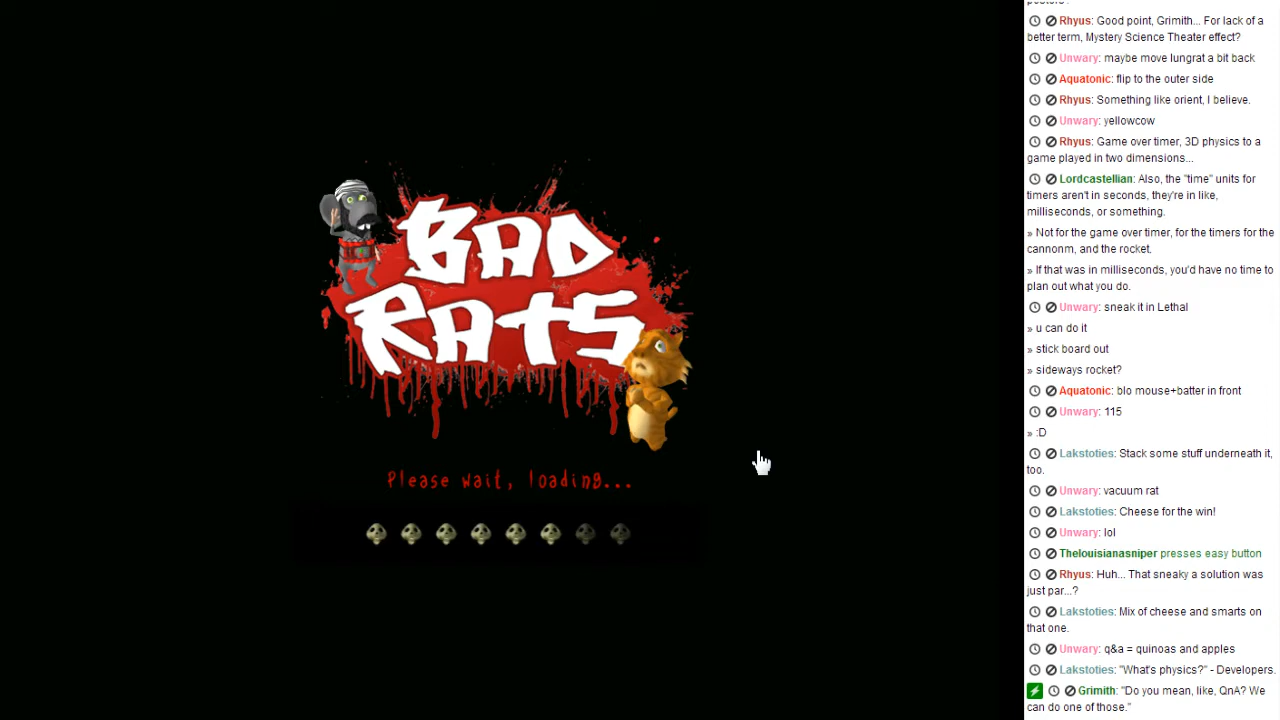 BAD
RATS
Please wait, loading...
Rhyus: Good point, Grimith... For lack of a
better term, Mystery Science Theater effect?
Unwary: maybe move lungrat a bit back
Aquatonic: flip to the outer side
Rhyus: Something like orient, I believe.
Unwary: yellowcow
Rhyus: Game over timer, 3D physics to a
game played in two dimensions...
Lordcastellian: Also, the "time" units for
timers aren't in seconds, they're in like,
milliseconds, or something.
» Not for the game over timer, for the timers for the
cannonm, and the rocket.
» If that was in milliseconds, you'd have no time to
plan out what you do.
Unwary: sneak it in Lethal
» u can do it
» stick board out
» sideways rocket?
Aquatonic: blo mouse+batter in front
Unwary: 115
» :D
Lakstoties: Stack some stuff underneath it,
too.
Unwary: vacuum rat
Lakstoties: Cheese for the win!
Unwary: lol
Thelouisianasniper presses easy button
Rhyus: Huh... That sneaky a solution was
just par...?
Lakstoties: Mix of cheese and smarts on
that one.
Unwary: q&a = quinoas and apples
Lakstoties: "What's physics?" - Developers.
Grimith: "Do you mean, like, QnA? We
can do one of those."